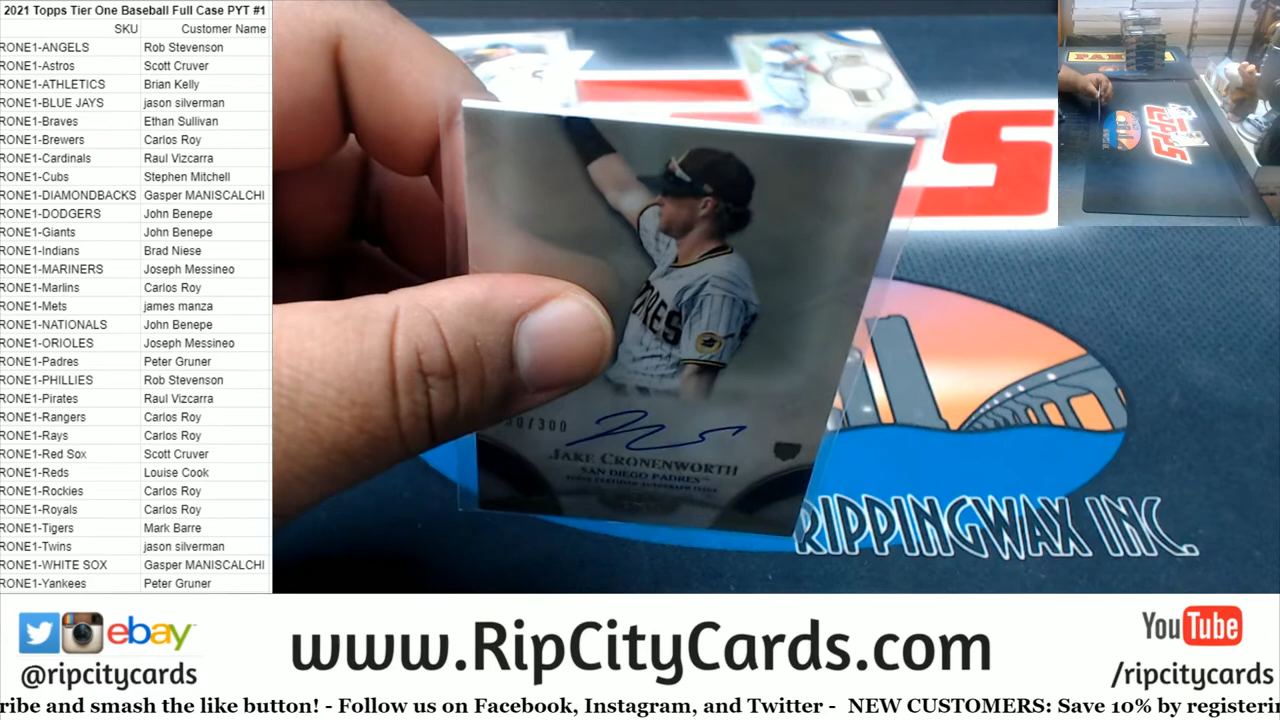 2021 Topps Tier One Baseball Full Case PYT #1
SKU Customer Name
RONE1-ANGELS Rob Stevenson
RONE1-Astros Scott Cruver
RONE1-ATHLETICS Brian Kelly
RONE1-BLUE JAYS jason silverman
RONE1-Braves Ethan Sullivan
RONE1-Brewers Carlos Roy
RONE1-Cardinals Raul Vizcarra
RONE1-Cubs Stephen Mitchell
RONE1-DIAMONDBACKS Gasper MANISCALCHI
RONE1-DODGERS John Benepe
RONE1-Giants John Benepe
RONE1-Indians Brad Niese
RONE1-MARINERS Joseph Messineo
RONE1-Marlins Carlos Roy
RONE1-Mets james manza
RONE1-NATIONALS John Benepe
RONE1-ORIOLES Joseph Messineo
RONE1-Padres Peter Gruner
RONE1-PHILLIES Rob Stevenson
RONE1-Pirates Raul Vizcarra
RONE1-Rangers Carlos Roy
RONE1-Rays Carlos Roy
RONE1-Red Sox Scott Cruver
RONE1-Reds Louise Cook
RONE1-Rockies Carlos Roy
RONE1-Royals Carlos Roy
RONE1-Tigers Mark Barre
RONE1-Twins jason silverman
RONE1-WHITE SOX Gasper MANISCALCHI
RONE1-Yankees Peter Gruner
/300
JAKE CRONENWORTH
SAN DIEGO PADRES™
TOPPS CERTIFIED AUTOGRAPH ISSUE
RIPPINGWAX INC.
topps
ebay
@ripcitycards
www.RipCityCards.com
YouTube
/ripcitycards
ribe and smash the like button! - Follow us on Facebook, Instagram, and Twitter - NEW CUSTOMERS: Save 10% by registeri